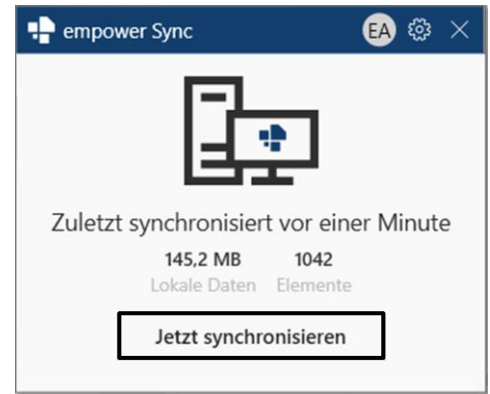 empower Sync EA
Zuletzt synchronisiert vor einer Minute
145,2 MB 1042
Lokale Daten Elemente
Jetzt synchronisieren